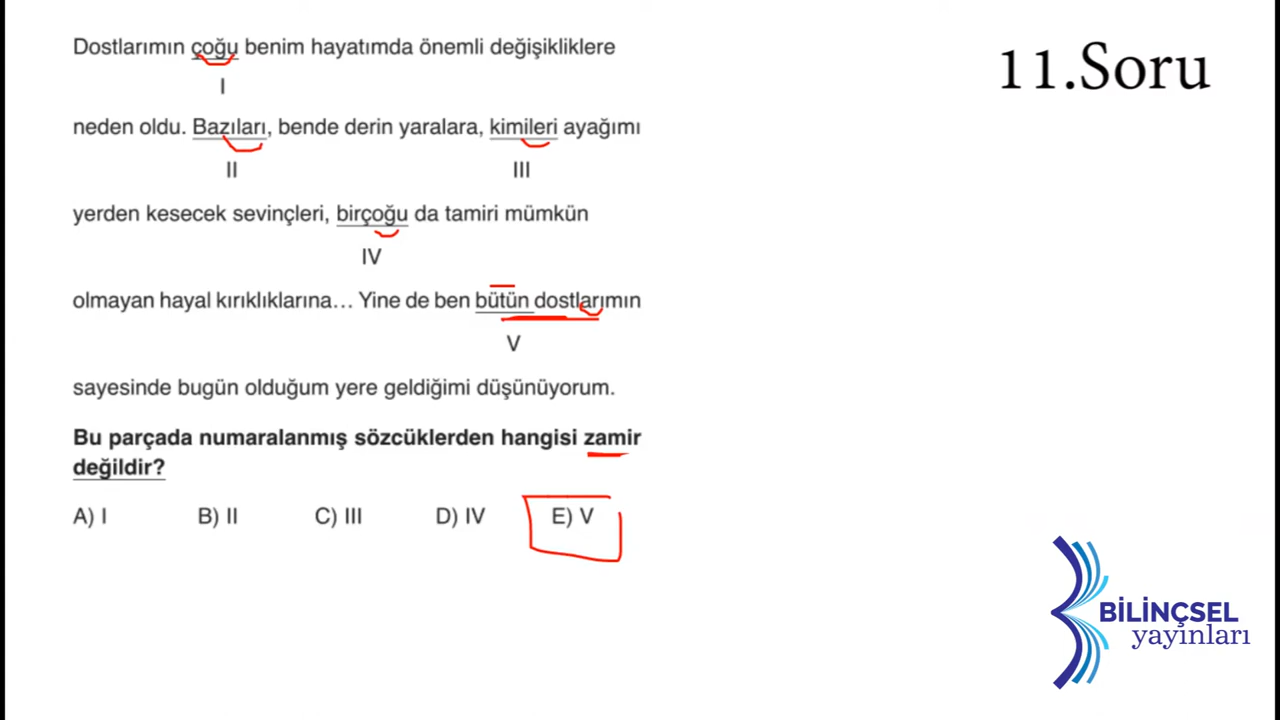 11.Soru
Dostlarımın çoğu benim hayatımda önemli değişikliklere
I
neden oldu. Bazıları, bende derin yaralara, kimileri ayağımı
II III
yerden kesecek sevinçleri, birçoğu da tamiri mümkün
IV
olmayan hayal kırıklıklarına... Yine de ben bütün dostlarımın
V
sayesinde bugün olduğum yere geldiğimi düşünüyorum.
Bu parçada numaralanmış sözcüklerden hangisi zamir
değildir?
A) I B) II C) III D) IV E) V
BİLİNÇSEL
yayınları